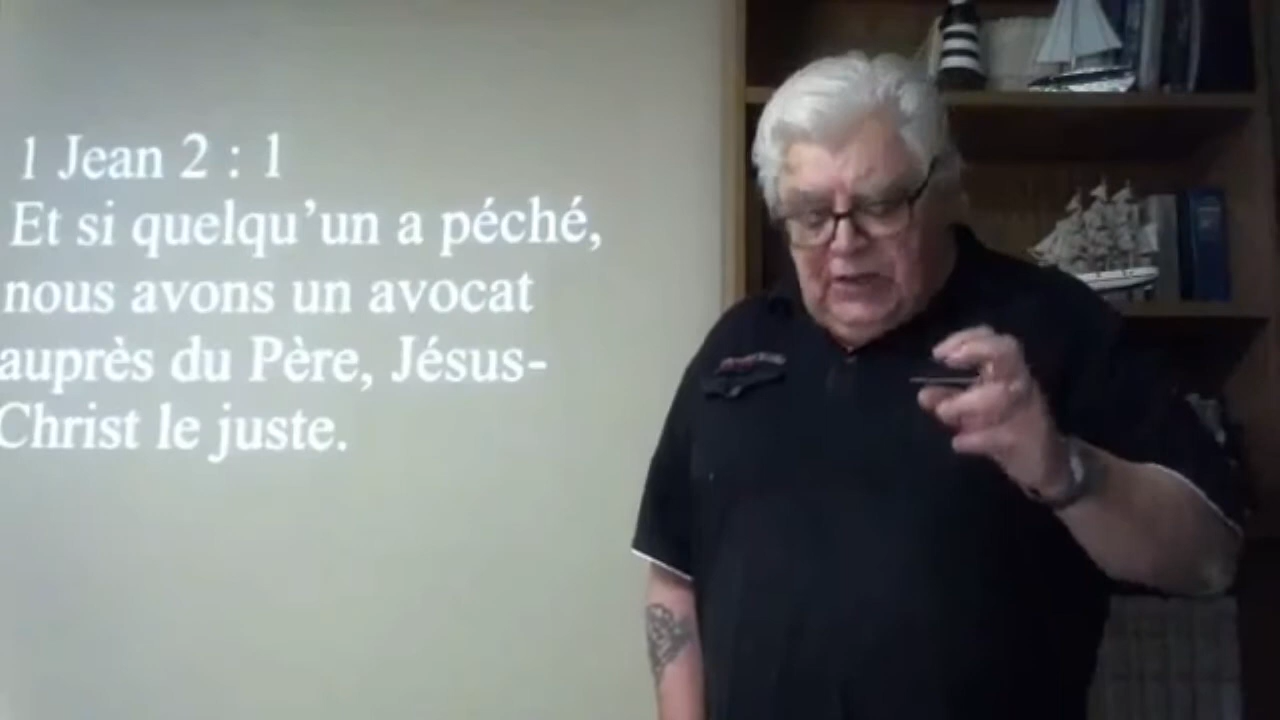 1 Jean 2 : 1
Et si quelqu’un a péché,
nous avons un avocat
auprès du Père, Jésus-
Christ le juste.